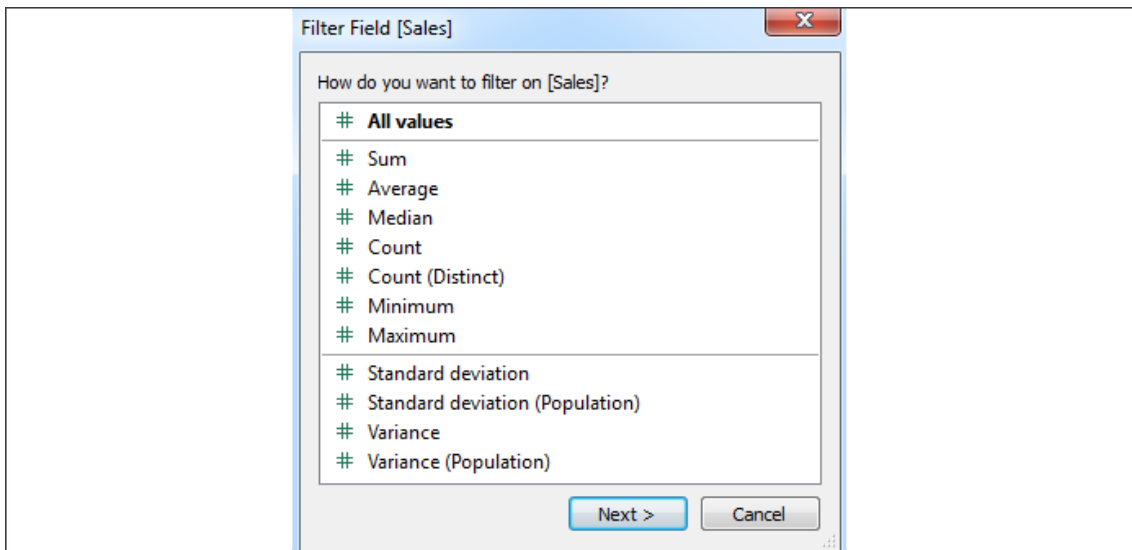 Filter Field [Sales]
How do you want to filter on [Sales]?
# All values
# Sum
# Average
# Median
# Count
# Count (Distinct)
# Minimum
# Maximum
# Standard deviation
# Standard deviation (Population)
# Variance
# Variance (Population)
Next > Cancel